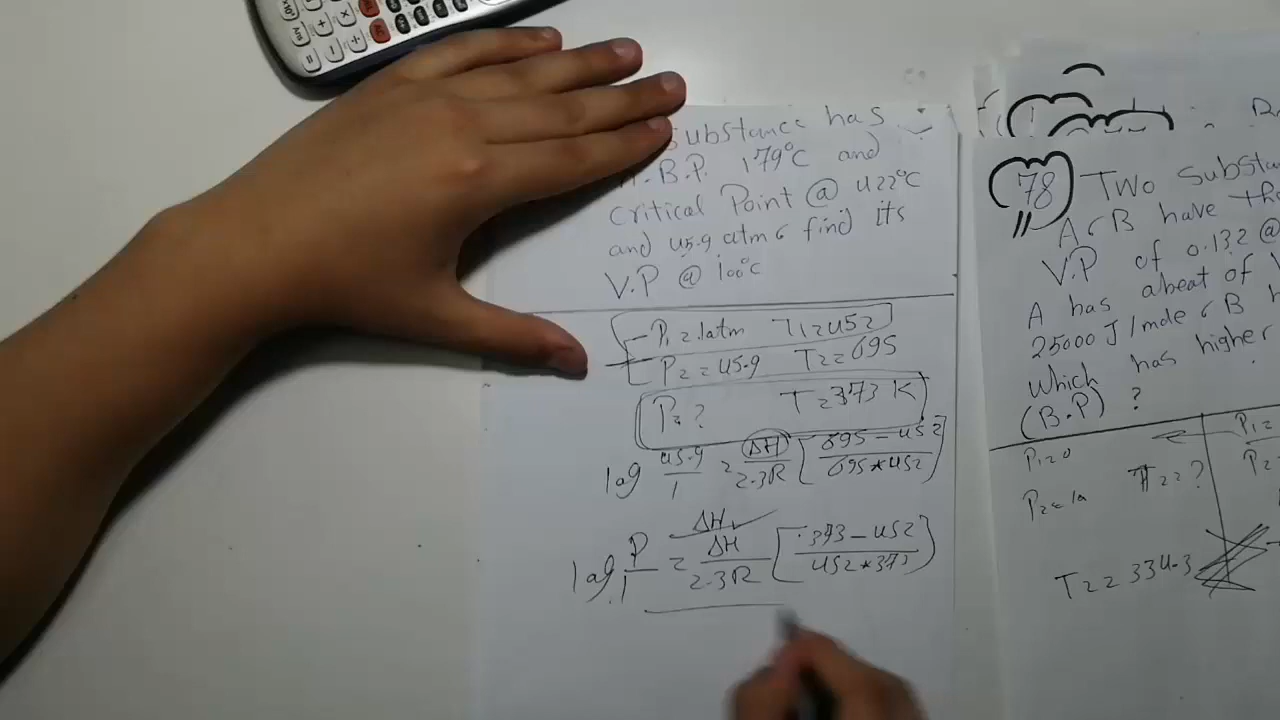 substance has
B.P. 179°C and
critical Point @ 422°C
and 45.9 atm, find its
V.P @ 100°C
P1=1atm T1=452
P2=45.9 T2=695
P2? T=373 K
log 45.9/1 = ΔH/2.3R [695-452/695*452]
ΔH
log P/1 = ΔH/2.3R [373-452/452*373]
78 Two Substa
A, B have the
V.P of 0.132 @
A has a heat of V
25000 J/mole, B h
which has higher
(B.P) ?
P1=0
T2=?
T2=334.3